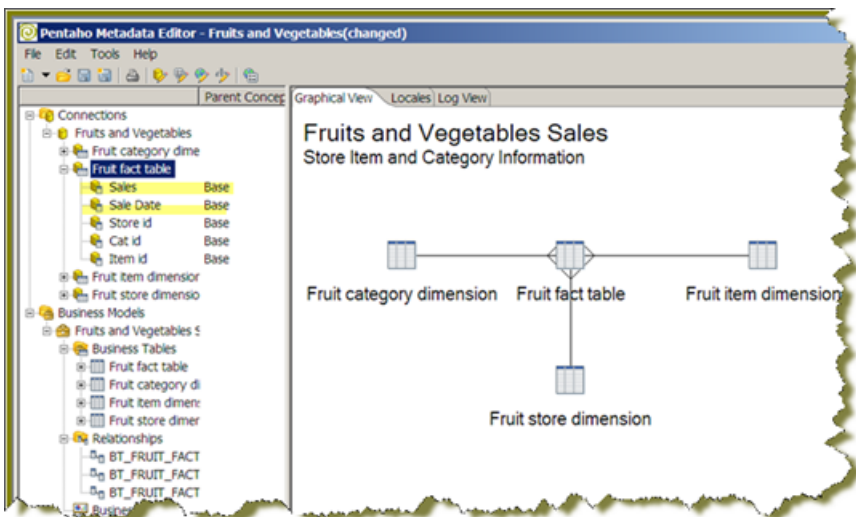 Pentaho Metadata Editor - Fruits and Vegetables(changed)
File Edit Tools Help
Parent Concep
Graphical View Locales Log View
Connections
Fruits and Vegetables
Fruit category dime
Fruit fact table
Sales Base
Sale Date Base
Store id Base
Cat id Base
Item id Base
Fruit item dimension
Fruit store dimensio
Business Models
Fruits and Vegetables S
Business Tables
Fruit fact table
Fruit category di
Fruit item dimen:
Fruit store dimer
Relationships
BT_FRUIT_FACT
BT_FRUIT_FACT
BT_FRUIT_FACT
Busines
Fruits and Vegetables Sales
Store Item and Category Information
Fruit category dimension Fruit fact table Fruit item dimension
Fruit store dimension